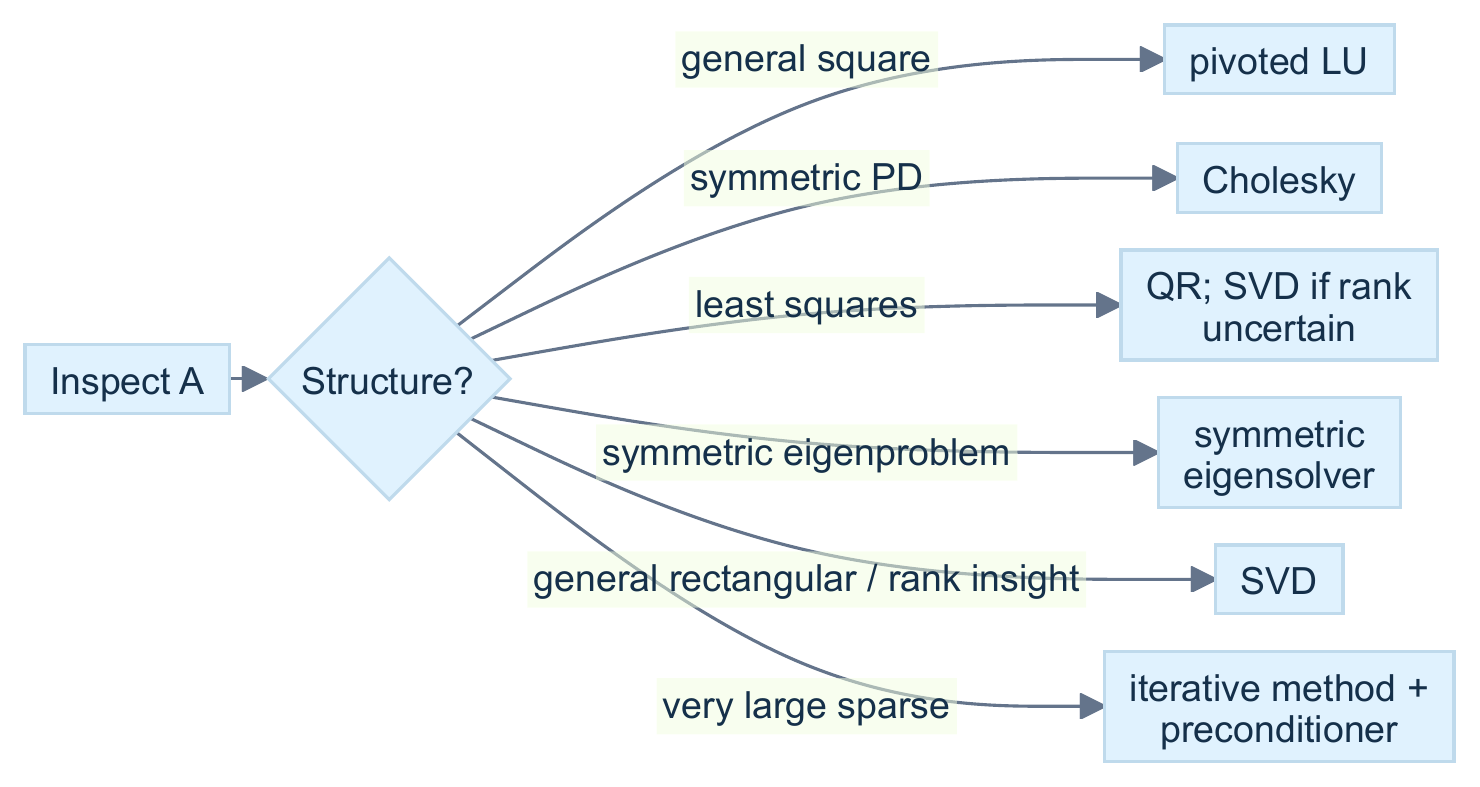 general square
pivoted LU
symmetric PD
Cholesky
least squares
QR; SVD if rank
uncertain
Inspect A
Structure?
symmetric eigenproblem
symmetric
eigensolver
general rectangular / rank insight
SVD
very large sparse
iterative method +
preconditioner